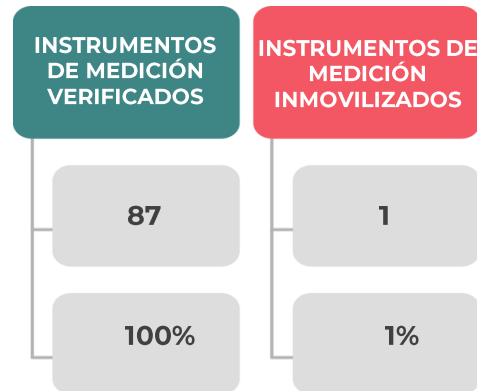 INSTRUMENTOS
DE MEDICIÓN
VERIFICADOS
87
100%
INSTRUMENTOS DE
MEDICIÓN
INMOVILIZADOS
1
1%